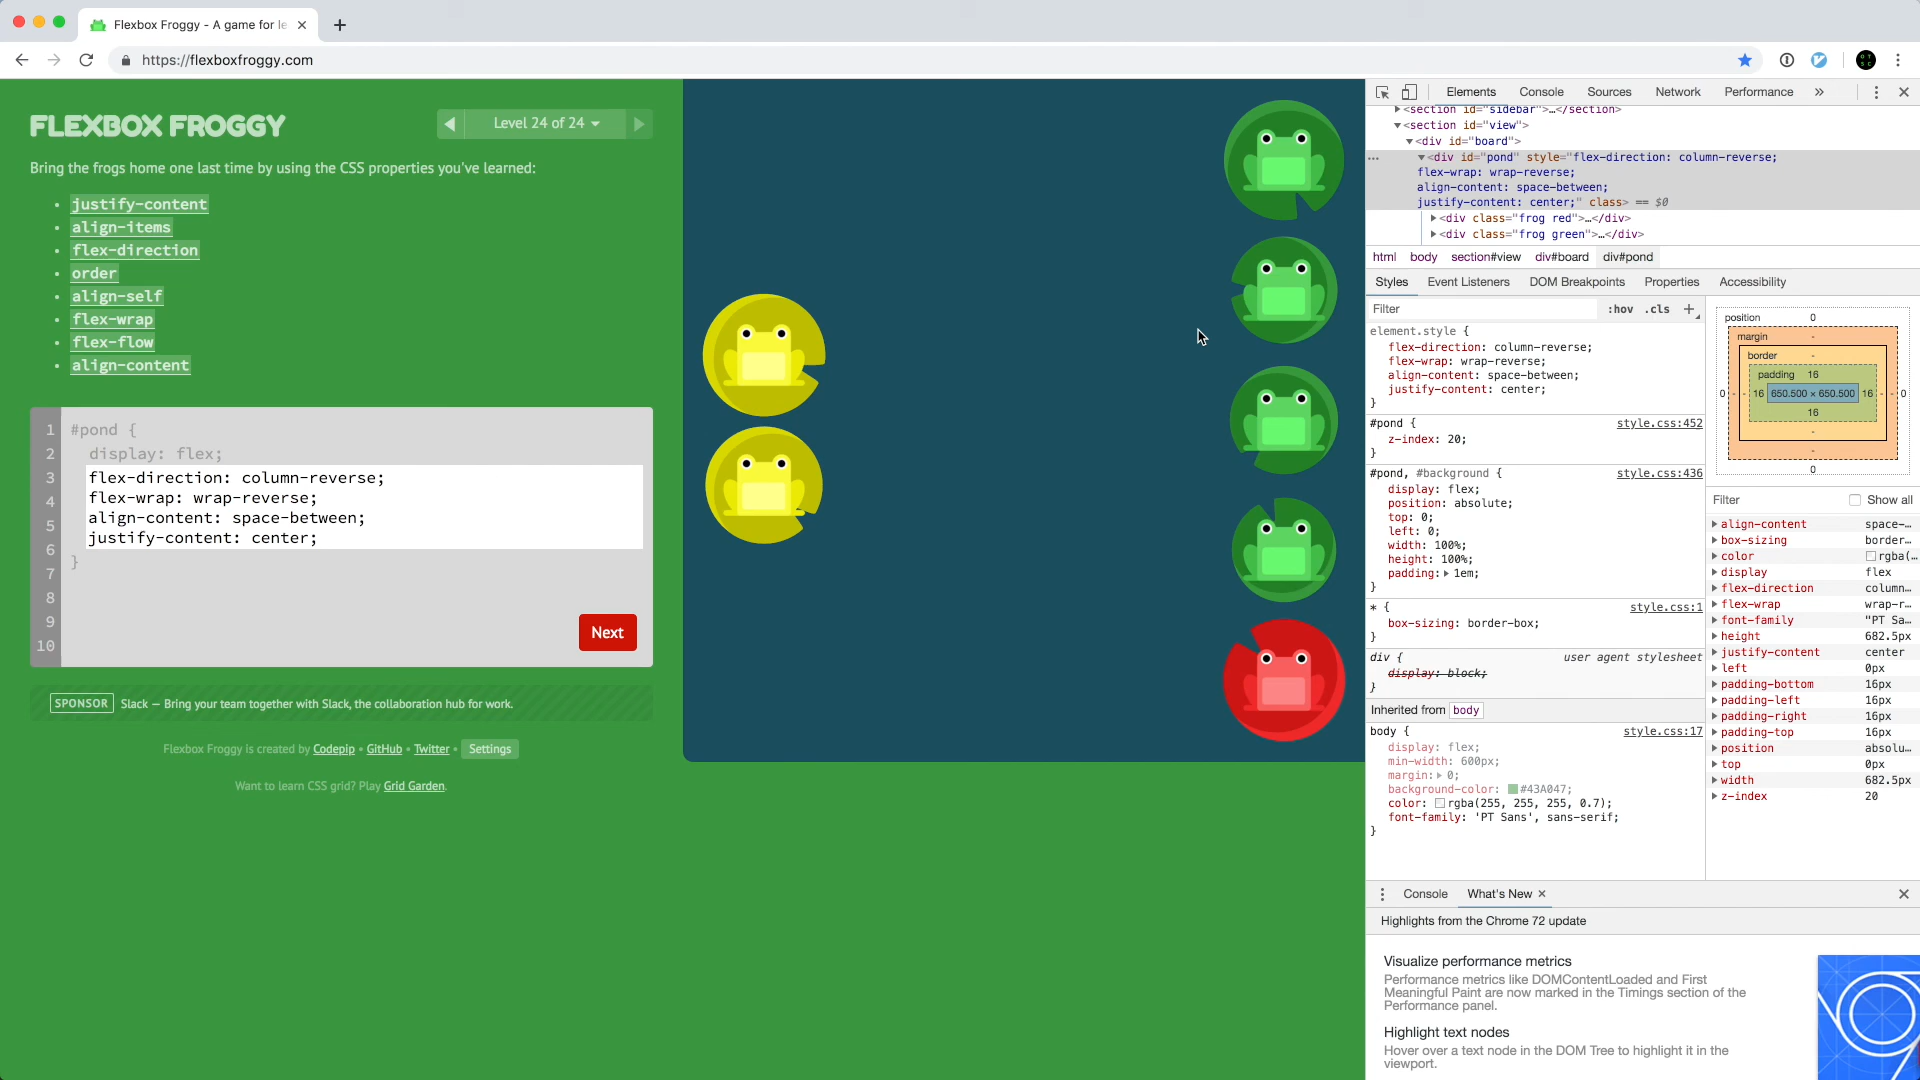 Flexbox Froggy - A game for le
https://flexboxfroggy.com
FLEXBOX FROGGY
Level 24 of 24
Bring the frogs home one last time by using the CSS properties you've learned:
justify-content
align-items
flex-direction
order
align-self
flex-wrap
flex-flow
align-content
1 #pond {
2 display: flex;
3 flex-direction: column-reverse;
4 flex-wrap: wrap-reverse;
5 align-content: space-between;
6 justify-content: center;
7 }
8
9
10
Next
SPONSOR Slack — Bring your team together with Slack, the collaboration hub for work.
Flexbox Froggy is created by Codepip • GitHub • Twitter • Settings
Want to learn CSS grid? Play Grid Garden.
Elements Console Sources Network Performance »
<section id="sidebar">…</section>
<section id="view">
<div id="board">
<div id="pond" style="flex-direction: column-reverse;
flex-wrap: wrap-reverse;
align-content: space-between;
justify-content: center;" class> == $0
<div class="frog red">…</div>
<div class="frog green">…</div>
html body section#view div#board div#pond
Styles Event Listeners DOM Breakpoints Properties Accessibility
Filter :hov .cls +
element.style {
flex-direction: column-reverse;
flex-wrap: wrap-reverse;
align-content: space-between;
justify-content: center;
}
#pond { style.css:452
z-index: 20;
}
#pond, #background { style.css:436
display: flex;
position: absolute;
top: 0;
left: 0;
width: 100%;
height: 100%;
padding: 1em;
}
* { style.css:1
box-sizing: border-box;
}
div { user agent stylesheet
display: block;
}
Inherited from body
body { style.css:17
display: flex;
min-width: 600px;
margin: 0;
background-color: #43A047;
color: rgba(255, 255, 255, 0.7);
font-family: 'PT Sans', sans-serif;
}
position 0
margin -
border -
padding 16
0 - - 16 650.500 × 650.500 16 - - 0
16
-
-
0
Filter Show all
align-content space-…
box-sizing border…
color rgba(…
display flex
flex-direction column…
flex-wrap wrap-r…
font-family "PT Sa…
height 682.5px
justify-content center
left 0px
padding-bottom 16px
padding-left 16px
padding-right 16px
padding-top 16px
position absolu…
top 0px
width 682.5px
z-index 20
Console What's New
Highlights from the Chrome 72 update
Visualize performance metrics
Performance metrics like DOMContentLoaded and First
Meaningful Paint are now marked in the Timings section of the
Performance panel.
Highlight text nodes
Hover over a text node in the DOM Tree to highlight it in the
viewport.